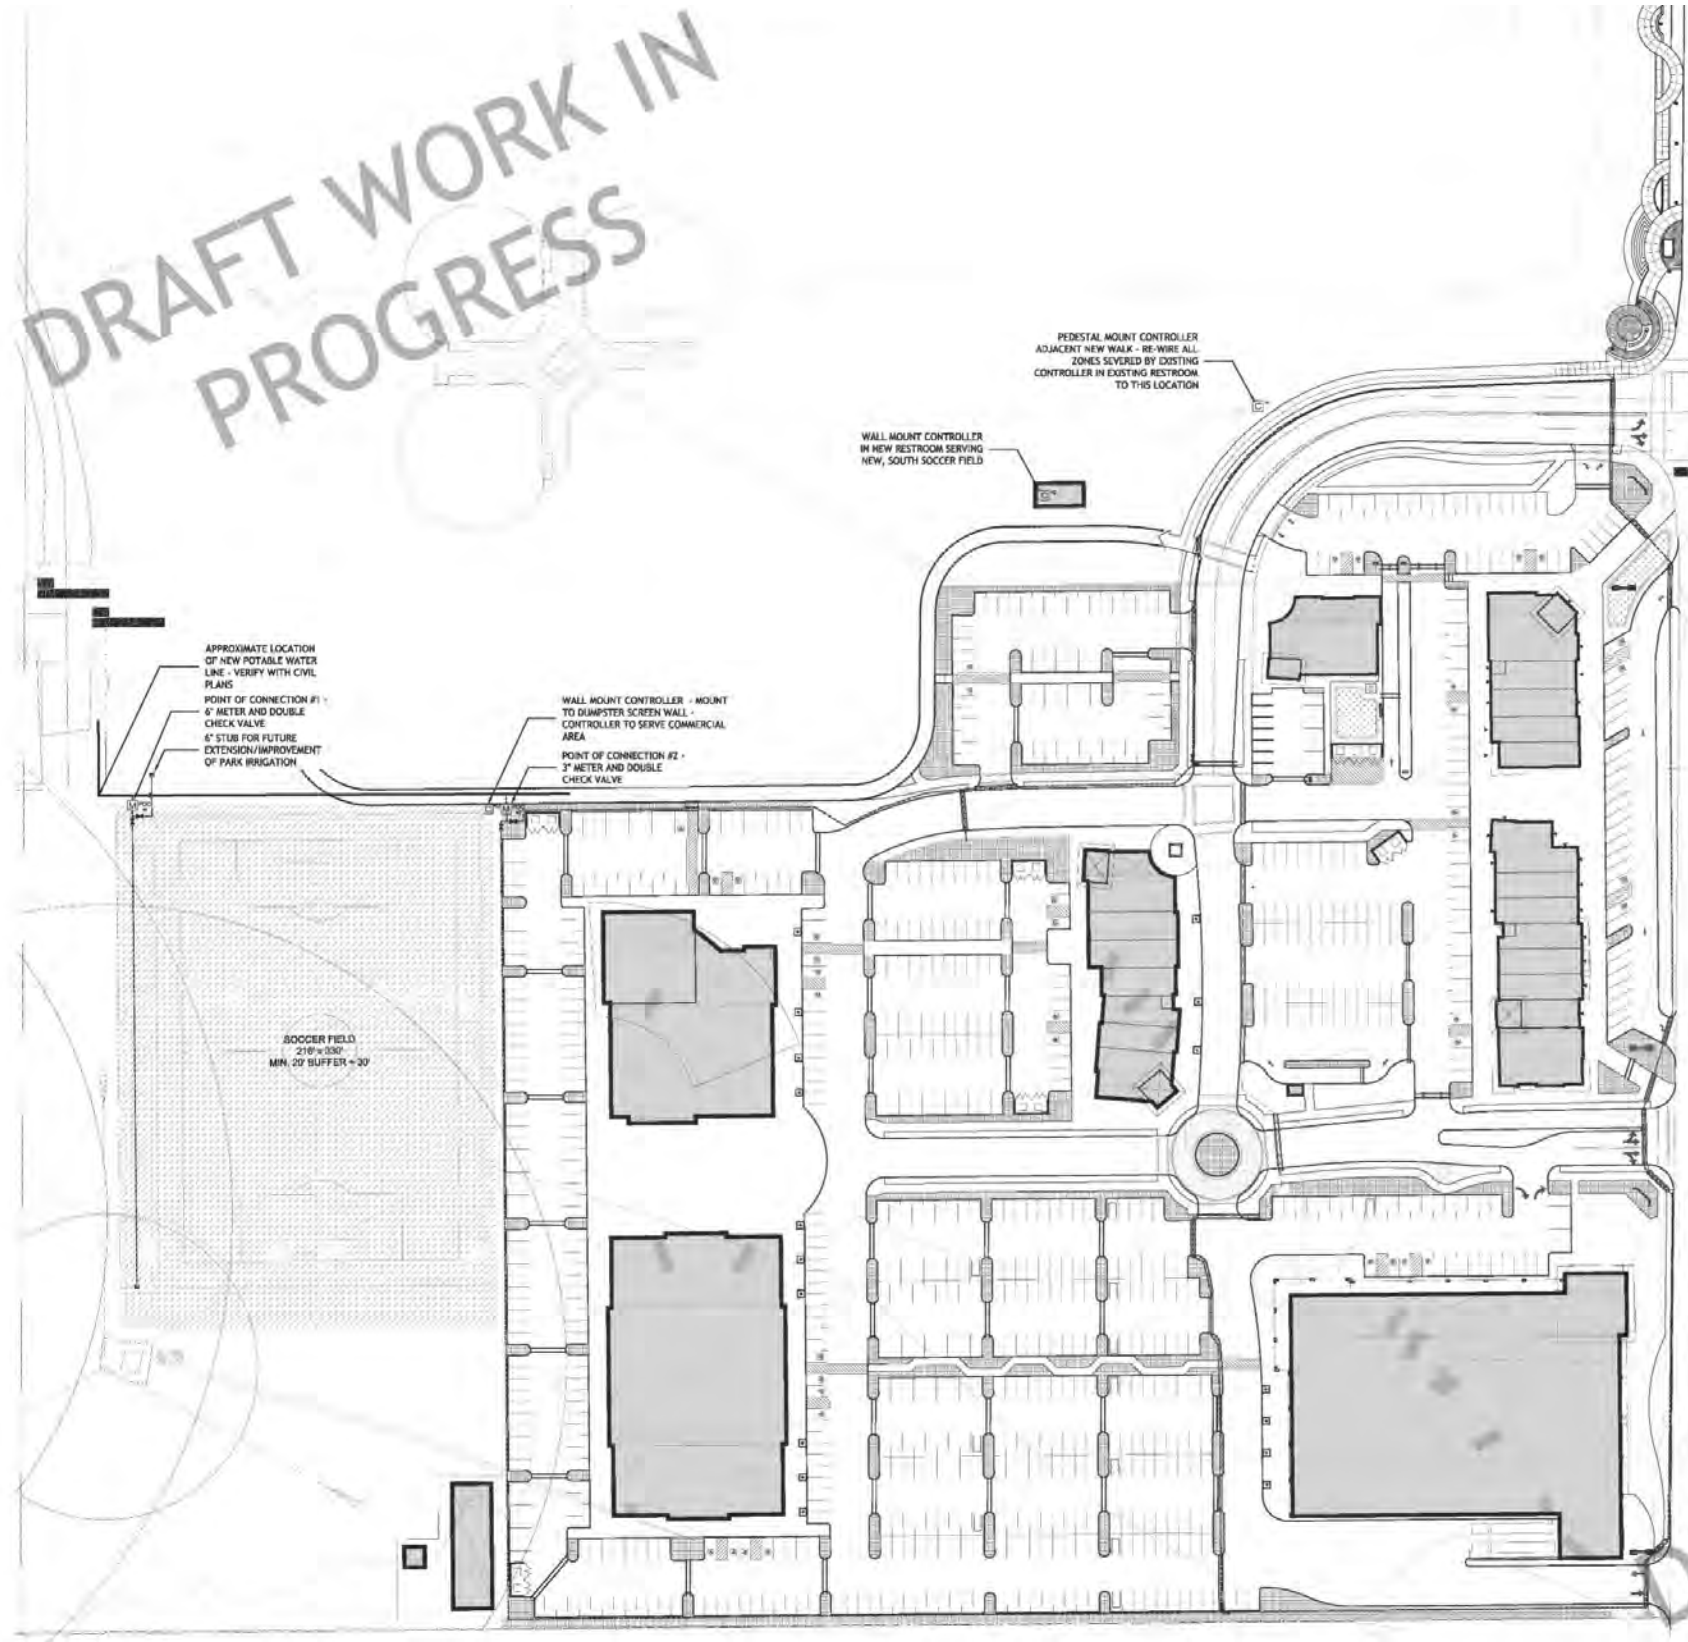 DRAFT WORK IN
PROGRESS
PEDESTAL MOUNT CONTROLLER
ADJACENT NEW WALK - RE-WIRE ALL
ZONES SEVERED BY EXISTING
CONTROLLER IN EXISTING RESTROOM
TO THIS LOCATION
WALL MOUNT CONTROLLER
IN NEW RESTROOM SERVING
NEW, SOUTH SOCCER FIELD
APPROXIMATE LOCATION
OF NEW POTABLE WATER
LINE - VERIFY WITH CIVIL
PLANS
POINT OF CONNECTION #1 -
6" METER AND DOUBLE
CHECK VALVE
6" STUB FOR FUTURE
EXTENSION/IMPROVEMENT
OF PARK IRRIGATION
WALL MOUNT CONTROLLER - MOUNT
TO DUMPSTER SCREEN WALL -
CONTROLLER TO SERVE COMMERCIAL
AREA
POINT OF CONNECTION #2 -
3" METER AND DOUBLE
CHECK VALVE
SOCCER FIELD
216' x 330'
MIN. 20' BUFFER = 30'